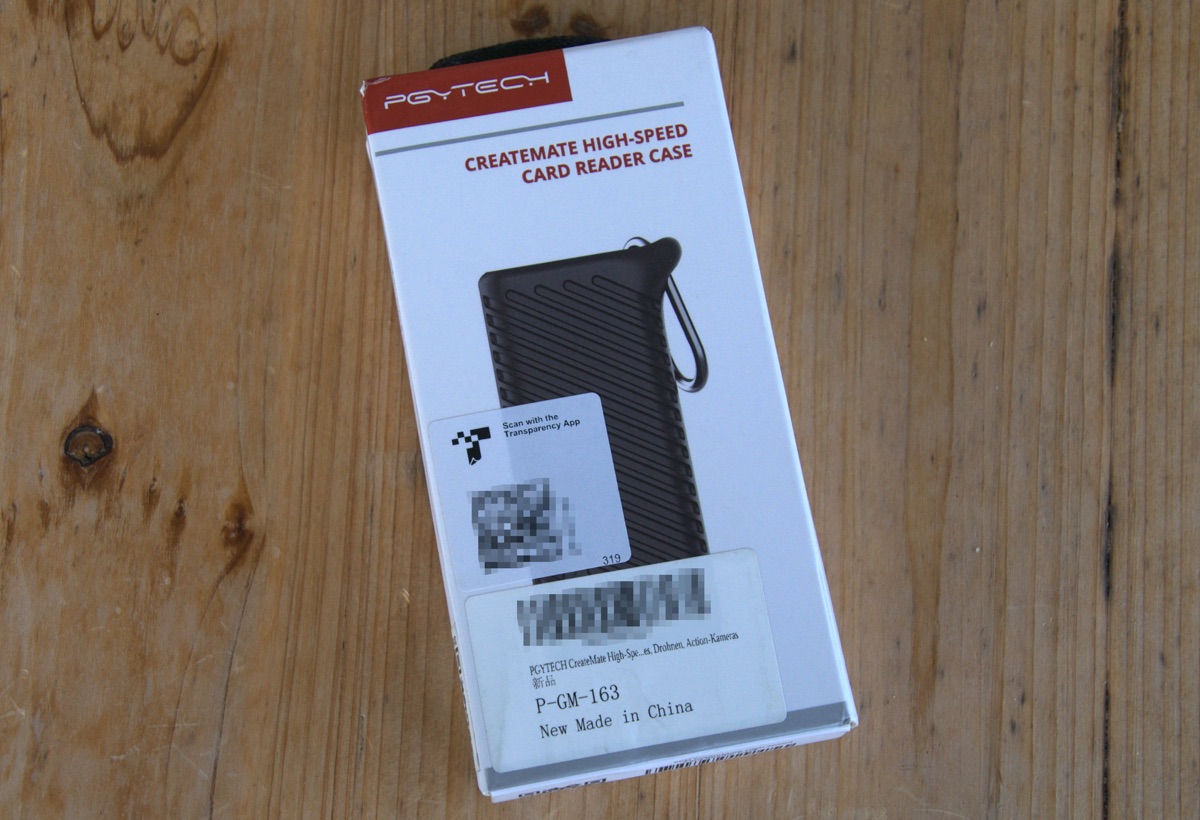 PGYTECH
CREATEMATE HIGH-SPEED
CARD READER CASE
Scan with the
Transparency App
319
PGYTECH CreateMate High-Spe...es, Drohnen, Action-Kameras
新品
P-GM-163
New Made in China